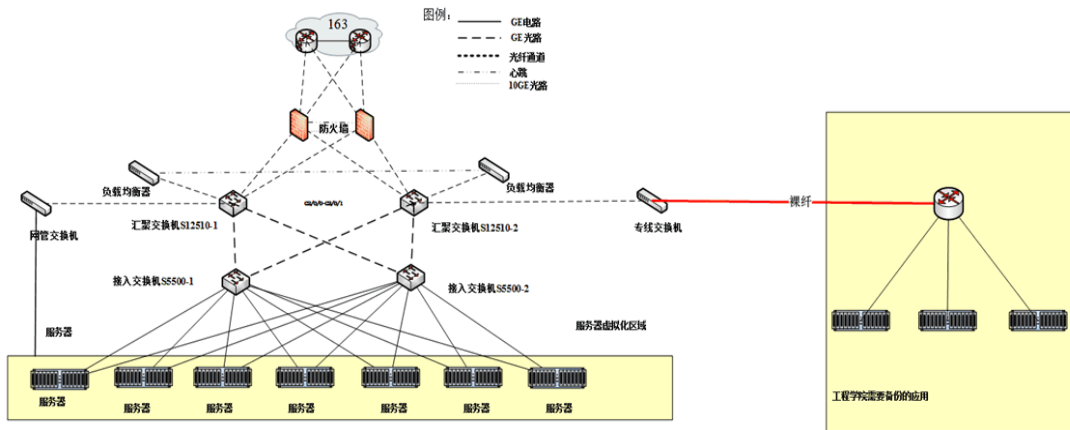 图例：
GE电路
GE光路
光纤通道
心跳
10GE光路
163
防火墙
负载均衡器
负载均衡器
网管交换机
汇聚交换机S12510-1
汇聚交换机S12510-2
专线交换机
裸纤
接入交换机S5500-1
接入交换机S5500-2
服务器
服务器虚拟化区域
服务器
服务器
服务器
服务器
服务器
服务器
服务器
工程学院需要备份的应用